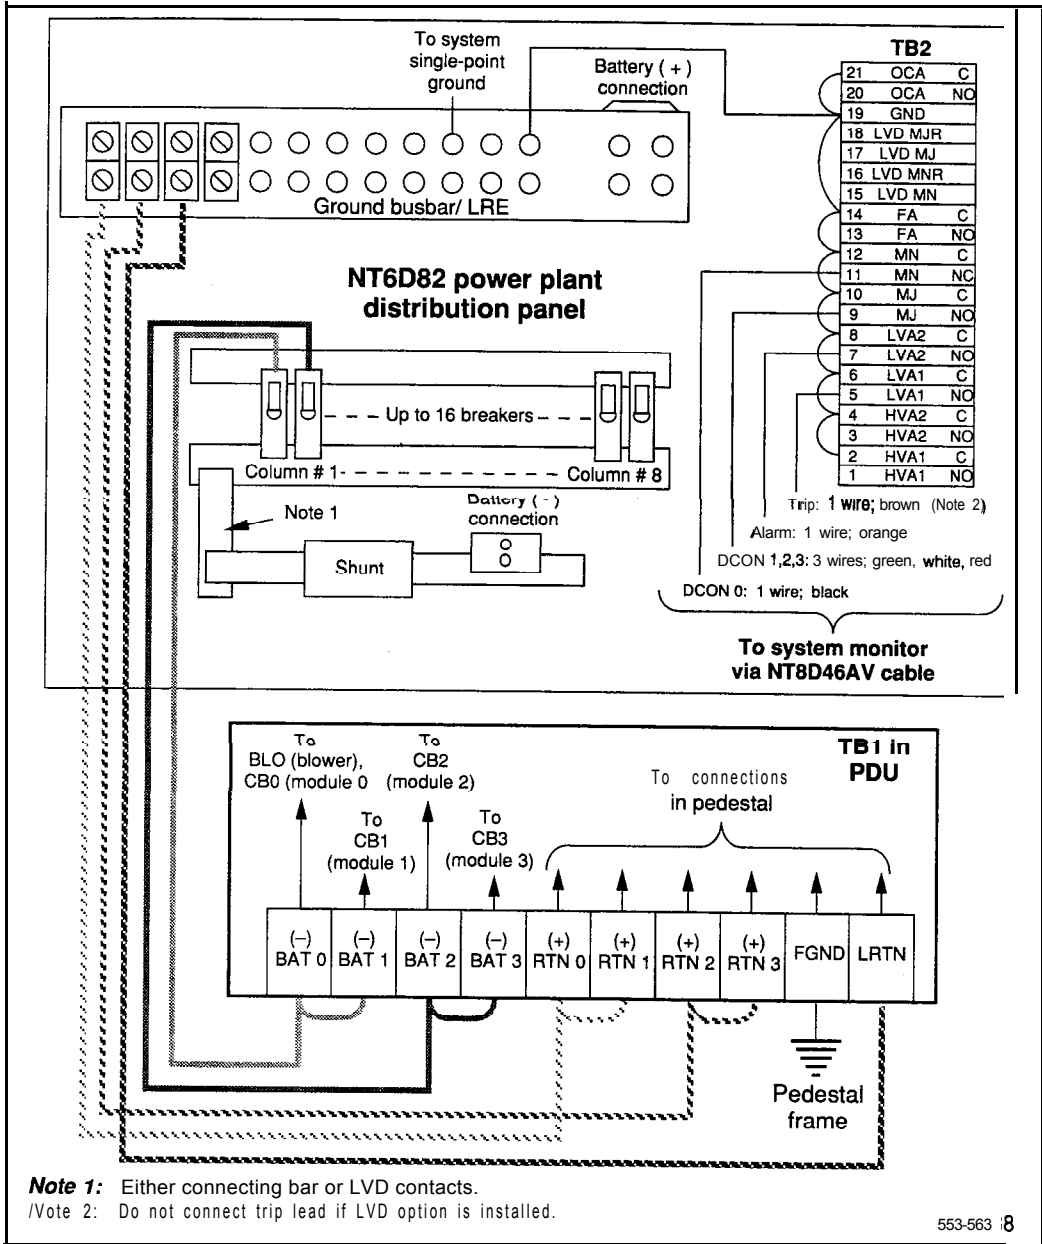 To system
single-point
ground
Battery ( + )
connection
TB2
21 OCA C
20 OCA NO
19 GND
18 LVD MJR
17 LVD MJ
16 LVD MNR
15 LVD MN
14 FA C
13 FA NO
12 MN C
11 MN NC
10 MJ C
9 MJ NO
8 LVA2 C
7 LVA2 NO
6 LVA1 C
5 LVA1 NO
4 HVA2 C
3 HVA2 NO
2 HVA1 C
1 HVA1 NO
Ground busbar/ LRE
NT6D82 power plant
distribution panel
Up to 16 breakers
Column # 1
Column # 8
Note 1
Battery ( - )
connection
Shunt
Trip: 1 wire; brown (Note 2)
Alarm: 1 wire; orange
DCON 1,2,3: 3 wires; green, white, red
DCON 0: 1 wire; black
To system monitor
via NT8D46AV cable
TB1 in
PDU
To
BLO (blower),
CB0 (module 0
To
CB2
(module 2)
To
CB1
(module 1)
To
CB3
(module 3)
To connections
in pedestal
(–)
BAT 0
(–)
BAT 1
(–)
BAT 2
(–)
BAT 3
(+)
RTN 0
(+)
RTN 1
(+)
RTN 2
(+)
RTN 3
FGND
LRTN
Pedestal
frame
Note 1: Either connecting bar or LVD contacts.
/Vote 2: Do not connect trip lead if LVD option is installed.
553-563 8